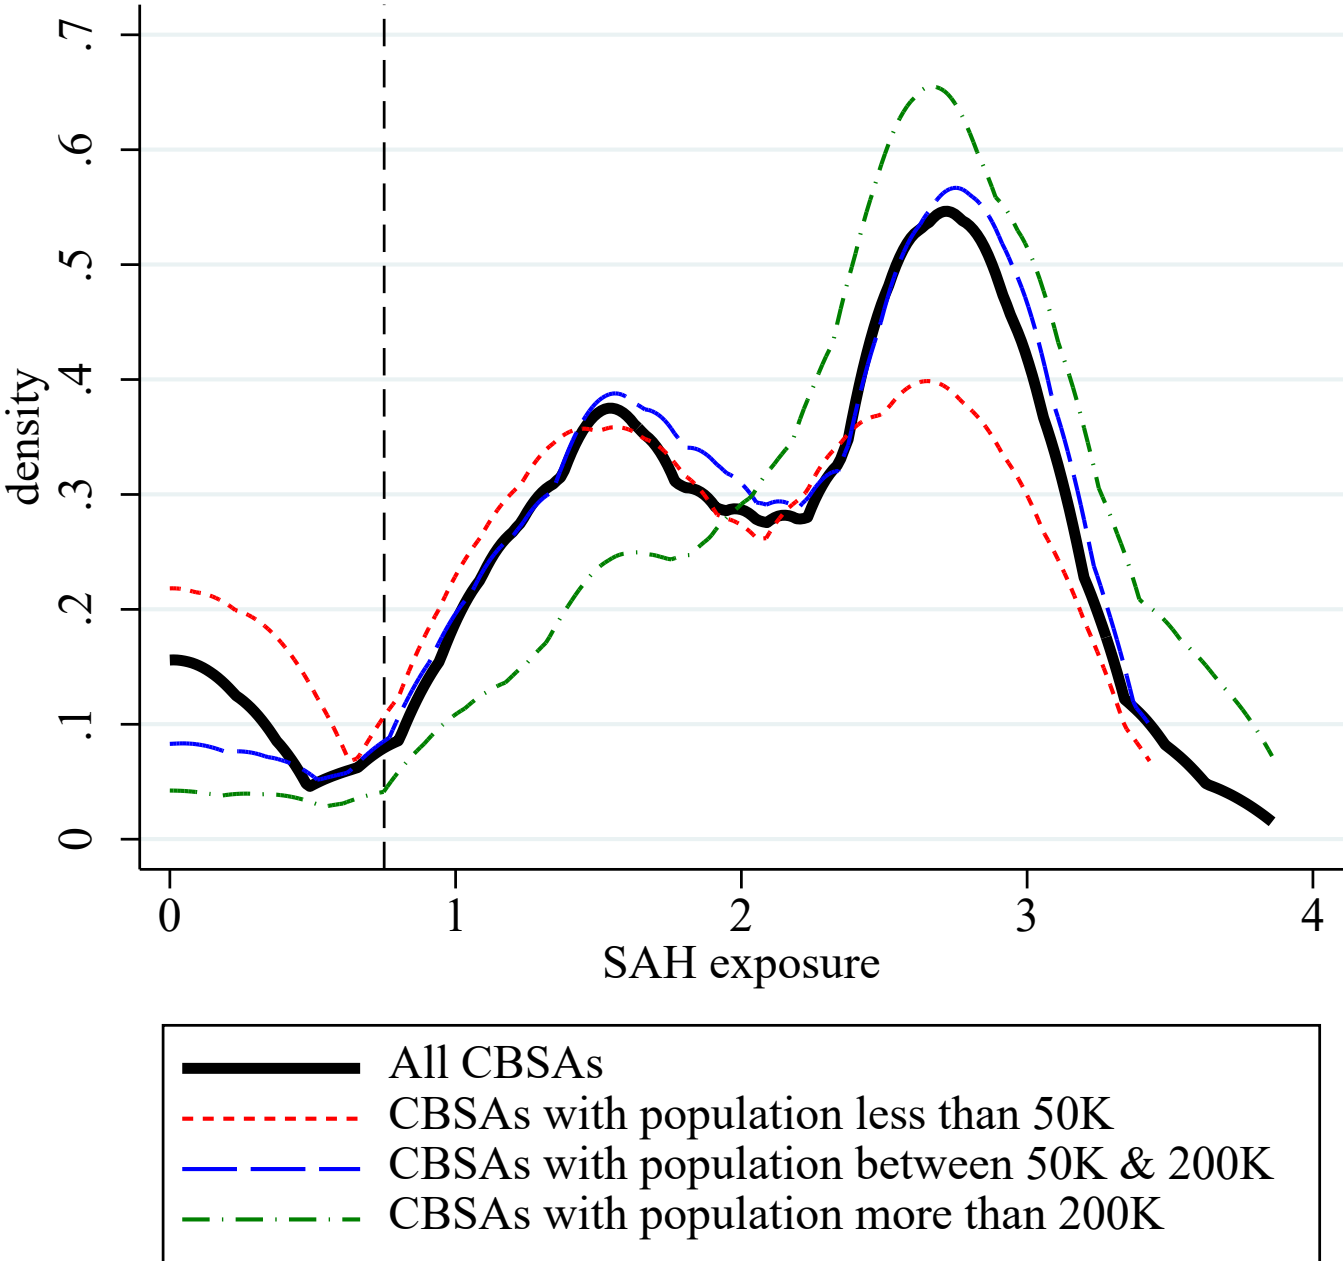 .7
.6
.5
.4
.3
.2
.1
0
density
0 1 2 3 4
SAH exposure
All CBSAs
CBSAs with population less than 50K
CBSAs with population between 50K & 200K
CBSAs with population more than 200K